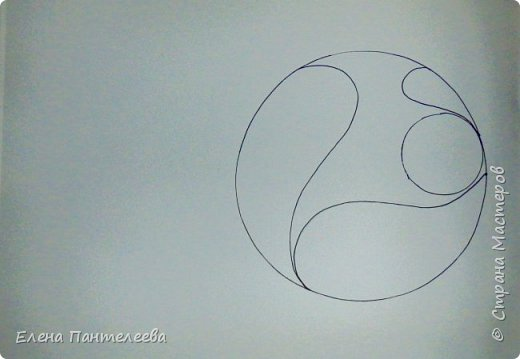 Елена Пантелеева
© Страна Мастеров